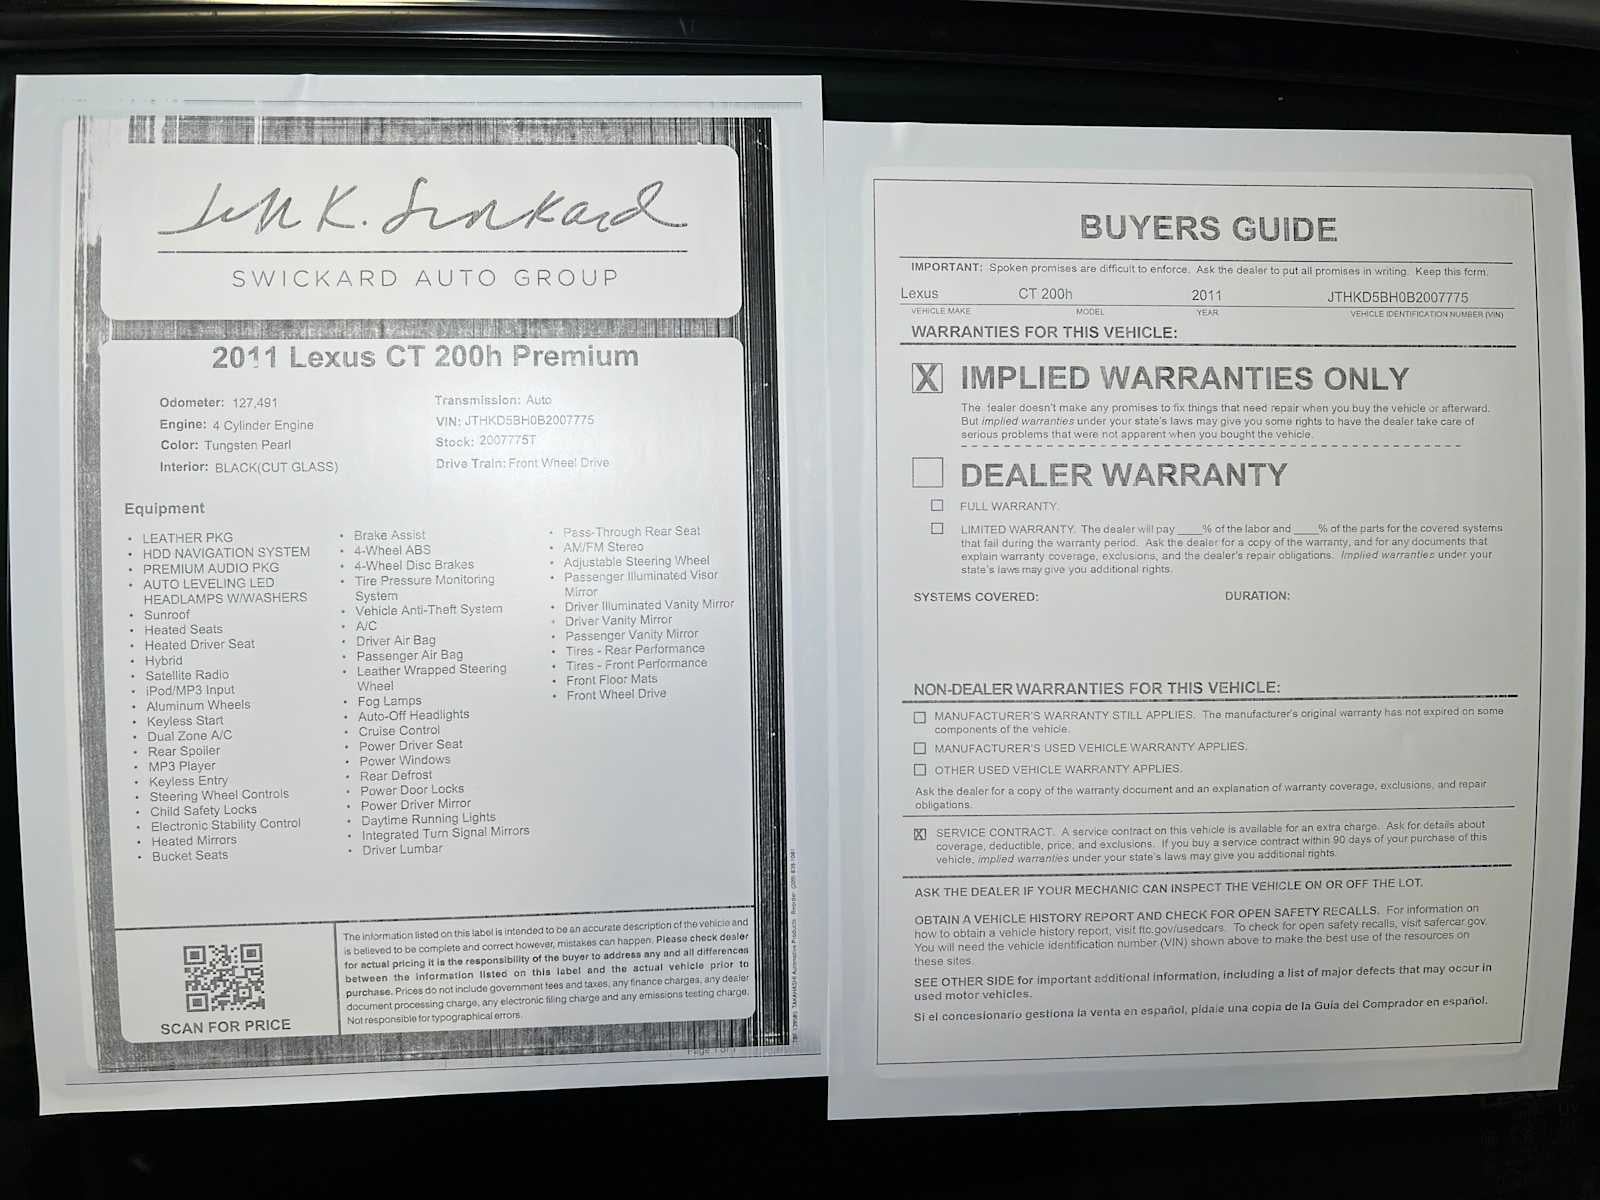 SWICKARD AUTO GROUP
2011 Lexus CT 200h Premium
Odometer: 127,491
Engine: 4 Cylinder Engine
Color: Tungsten Pearl
Interior: BLACK(CUT GLASS)
Transmission: Auto
VIN: JTHKD5BH0B2007775
Stock: 2007775T
Drive Train: Front Wheel Drive
Equipment
• LEATHER PKG
• HDD NAVIGATION SYSTEM
• PREMIUM AUDIO PKG
• AUTO LEVELING LED
HEADLAMPS W/WASHERS
• Sunroof
• Heated Seats
• Heated Driver Seat
• Hybrid
• Satellite Radio
• iPod/MP3 Input
• Aluminum Wheels
• Keyless Start
• Dual Zone A/C
• Rear Spoiler
• MP3 Player
• Keyless Entry
• Steering Wheel Controls
• Child Safety Locks
• Electronic Stability Control
• Heated Mirrors
• Bucket Seats
• Brake Assist
• 4-Wheel ABS
• 4-Wheel Disc Brakes
• Tire Pressure Monitoring
System
• Vehicle Anti-Theft System
• A/C
• Driver Air Bag
• Passenger Air Bag
• Leather Wrapped Steering
Wheel
• Fog Lamps
• Auto-Off Headlights
• Cruise Control
• Power Driver Seat
• Power Windows
• Rear Defrost
• Power Door Locks
• Power Driver Mirror
• Daytime Running Lights
• Integrated Turn Signal Mirrors
• Driver Lumbar
• Pass-Through Rear Seat
• AM/FM Stereo
• Adjustable Steering Wheel
• Passenger Illuminated Visor
Mirror
• Driver Illuminated Vanity Mirror
• Driver Vanity Mirror
• Passenger Vanity Mirror
• Tires - Rear Performance
• Tires - Front Performance
• Front Floor Mats
• Front Wheel Drive
SCAN FOR PRICE
The information listed on this label is intended to be an accurate description of the vehicle and
is believed to be complete and correct however, mistakes can happen. Please check dealer
for actual pricing it is the responsibility of the buyer to address any and all differences
between the information listed on this label and the actual vehicle prior to
purchase. Prices do not include government fees and taxes, any finance charges, any dealer
document processing charge, any electronic filing charge and any emissions testing charge.
Not responsible for typographical errors.
Page 1 of 1
BUYERS GUIDE
IMPORTANT: Spoken promises are difficult to enforce. Ask the dealer to put all promises in writing. Keep this form.
Lexus CT 200h 2011 JTHKD5BH0B2007775
VEHICLE MAKE MODEL YEAR VEHICLE IDENTIFICATION NUMBER (VIN)
WARRANTIES FOR THIS VEHICLE:
X IMPLIED WARRANTIES ONLY
The dealer doesn't make any promises to fix things that need repair when you buy the vehicle or afterward.
But implied warranties under your state's laws may give you some rights to have the dealer take care of
serious problems that were not apparent when you bought the vehicle.
DEALER WARRANTY
FULL WARRANTY.
LIMITED WARRANTY. The dealer will pay ____% of the labor and ____% of the parts for the covered systems
that fail during the warranty period. Ask the dealer for a copy of the warranty, and for any documents that
explain warranty coverage, exclusions, and the dealer's repair obligations. Implied warranties under your
state's laws may give you additional rights.
SYSTEMS COVERED: DURATION:
NON-DEALER WARRANTIES FOR THIS VEHICLE:
MANUFACTURER'S WARRANTY STILL APPLIES. The manufacturer's original warranty has not expired on some
components of the vehicle.
MANUFACTURER'S USED VEHICLE WARRANTY APPLIES.
OTHER USED VEHICLE WARRANTY APPLIES.
Ask the dealer for a copy of the warranty document and an explanation of warranty coverage, exclusions, and repair
obligations.
X SERVICE CONTRACT. A service contract on this vehicle is available for an extra charge. Ask for details about
coverage, deductible, price, and exclusions. If you buy a service contract within 90 days of your purchase of this
vehicle, implied warranties under your state's laws may give you additional rights.
ASK THE DEALER IF YOUR MECHANIC CAN INSPECT THE VEHICLE ON OR OFF THE LOT.
OBTAIN A VEHICLE HISTORY REPORT AND CHECK FOR OPEN SAFETY RECALLS. For information on
how to obtain a vehicle history report, visit ftc.gov/usedcars. To check for open safety recalls, visit safercar.gov.
You will need the vehicle identification number (VIN) shown above to make the best use of the resources on
these sites.
SEE OTHER SIDE for important additional information, including a list of major defects that may occur in
used motor vehicles.
Si el concesionario gestiona la venta en español, pídale una copia de la Guía del Comprador en español.